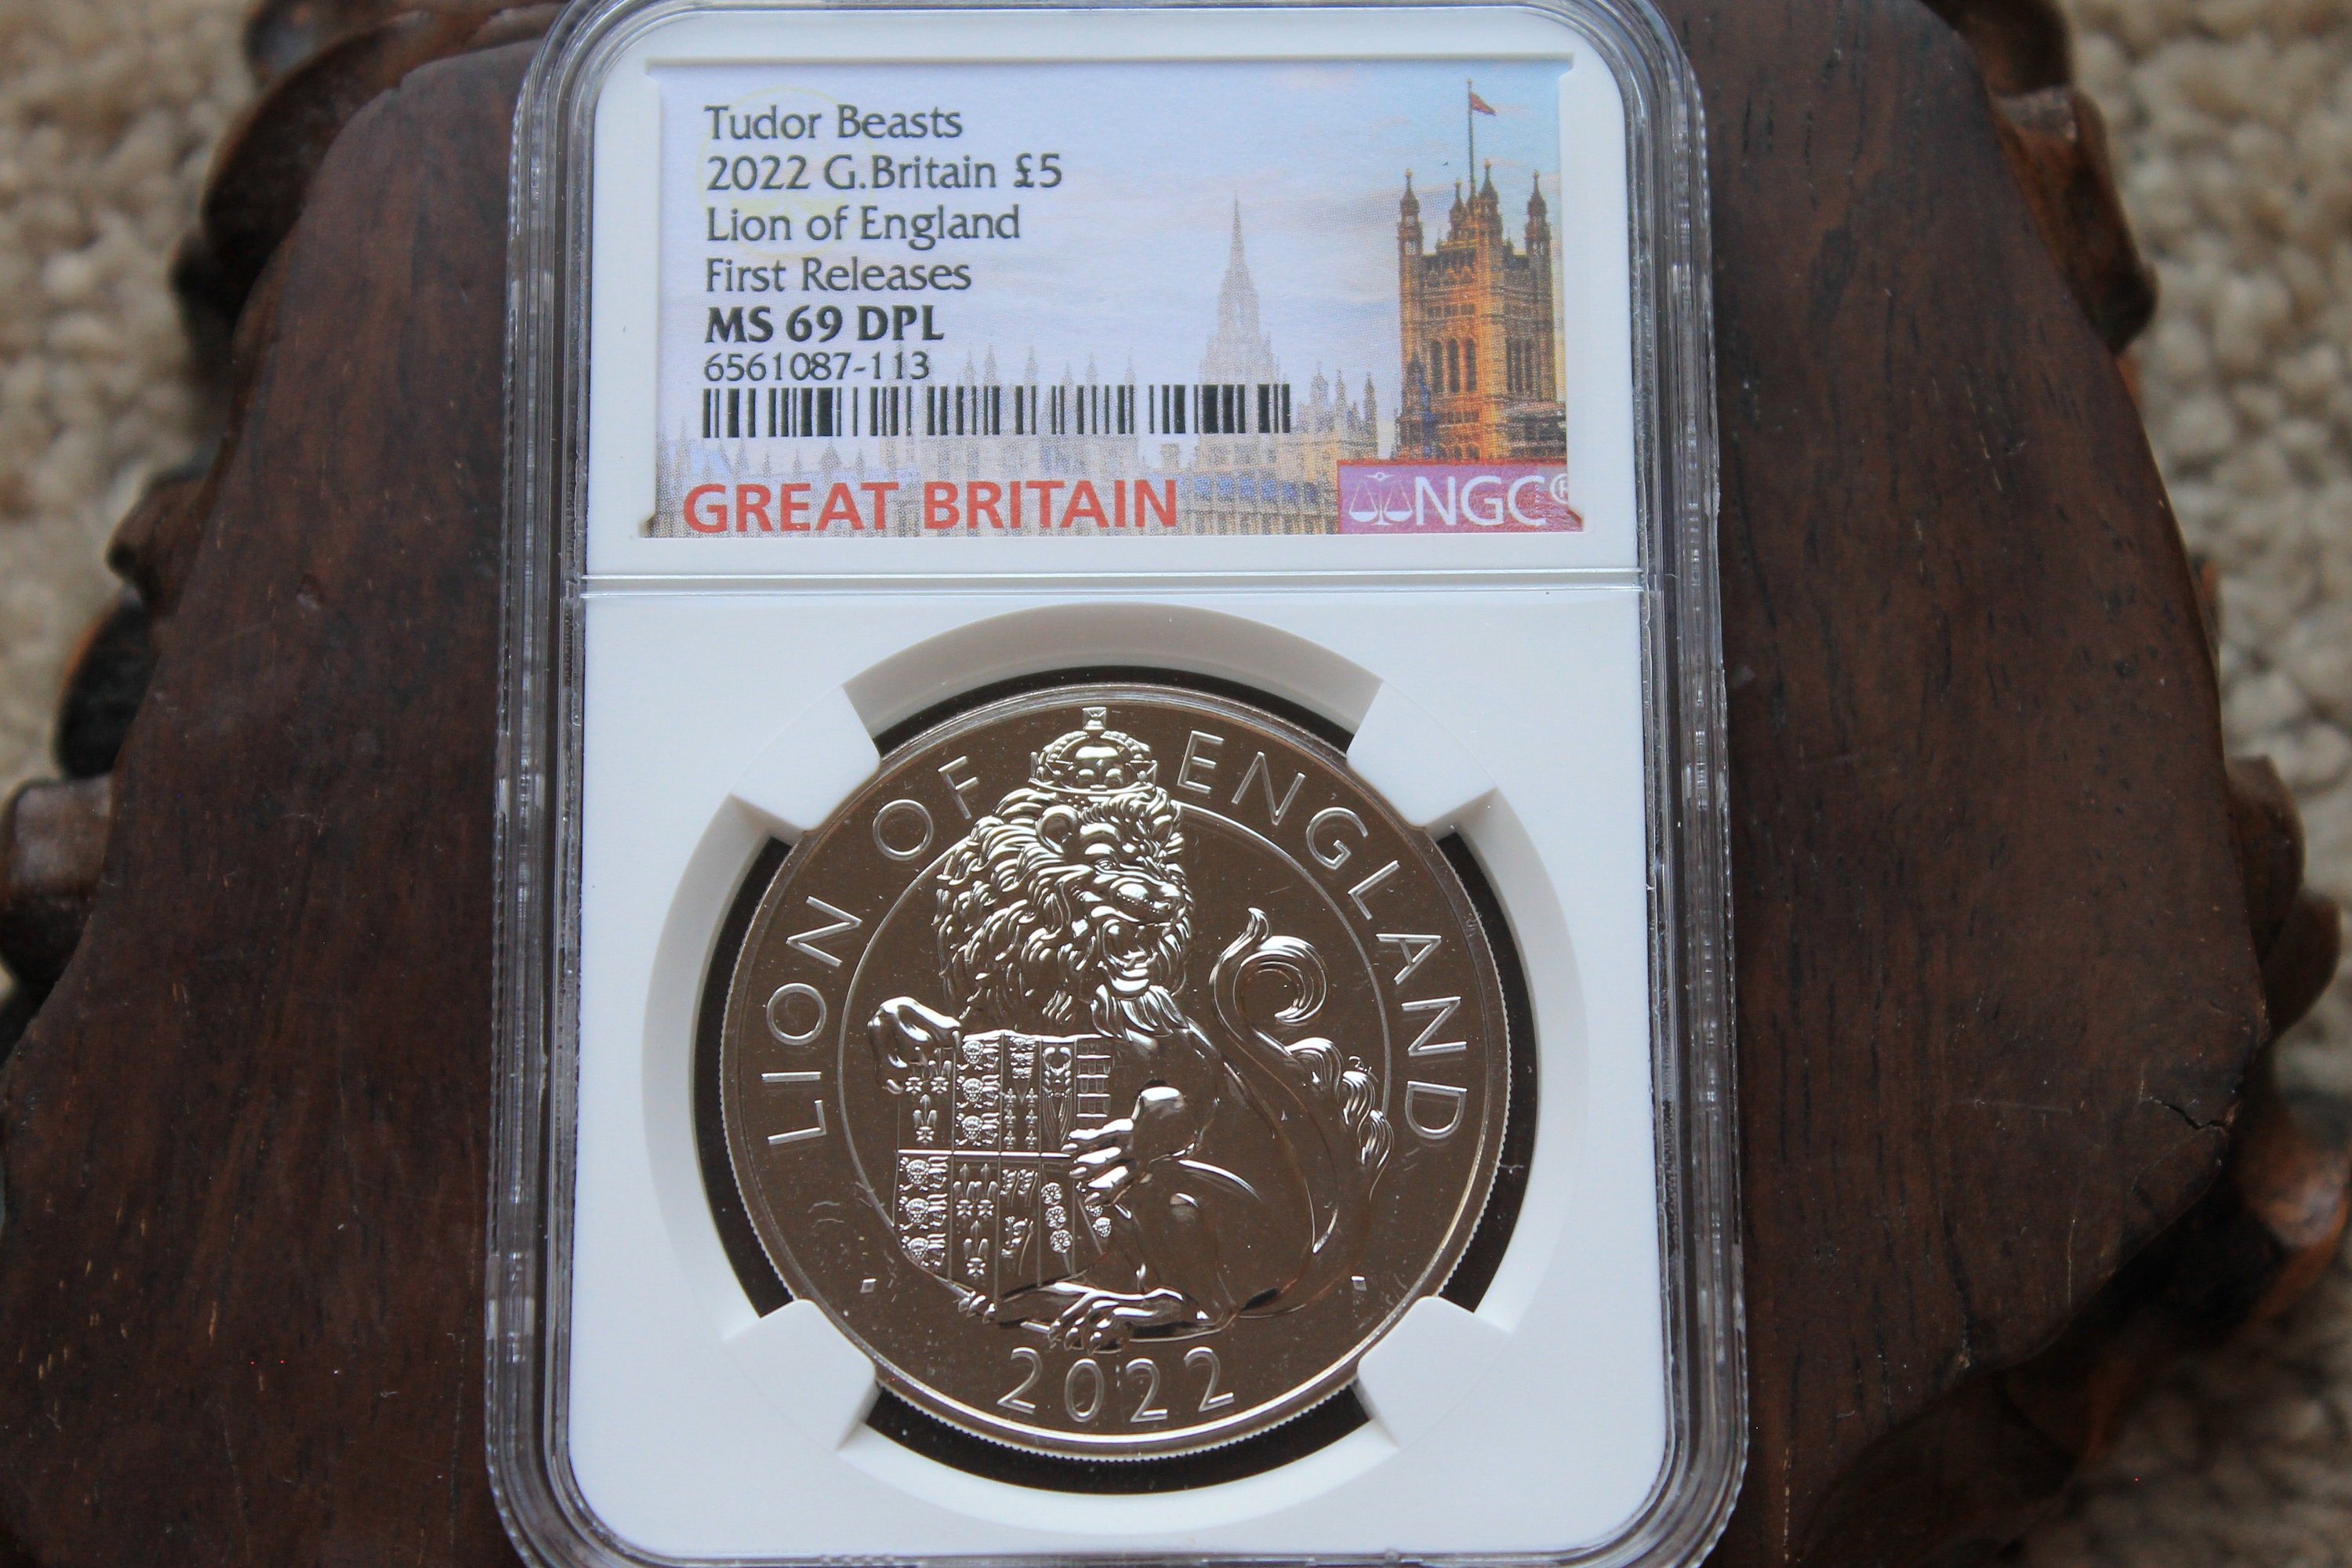 Tudor Beasts
2022 G.Britain £5
Lion of England
First Releases
MS 69 DPL
6561087-113
GREAT BRITAIN
NGC®
LION OF ENGLAND
2022